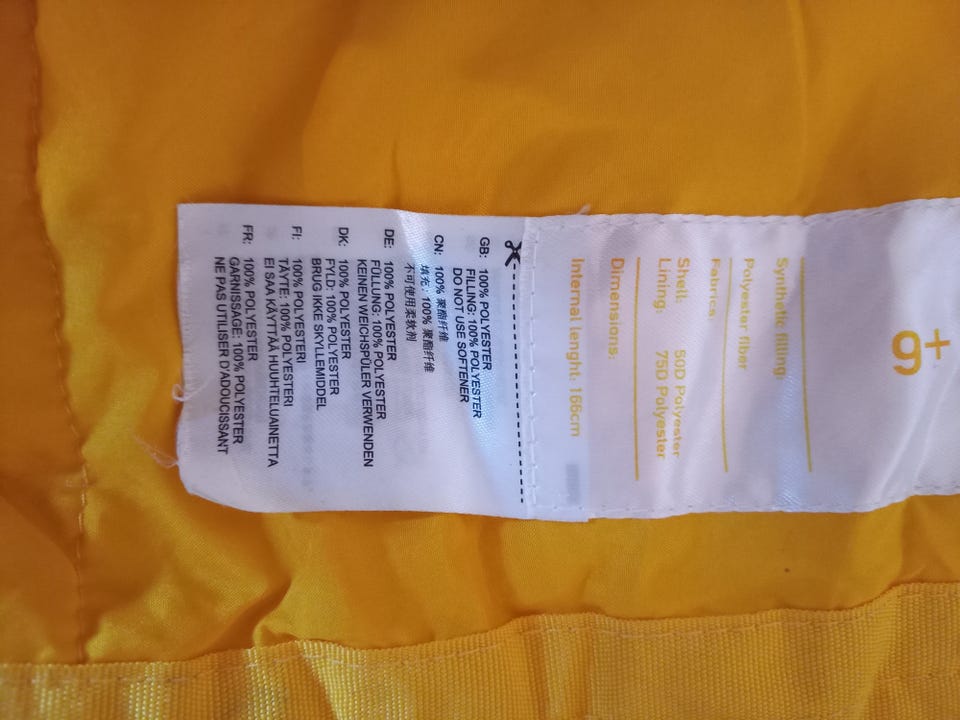 Synthetic filling:
Polyester fiber
Fabrics:
Shell: 50D Polyester
Lining: 75D Polyester
Dimensions:
Internal lenght: 166cm
GB: 100% POLYESTER
FILLING: 100% POLYESTER
DO NOT USE SOFTENER
CN: 100% 聚酯纤维
填充: 100% 聚酯纤维
不可使用柔软剂
DE: 100% POLYESTER
FÜLLUNG: 100% POLYESTER
KEINEN WEICHSPÜLER VERWENDEN
DK: 100% POLYESTER
FYLD: 100% POLYESTER
BRUG IKKE SKYLLEMIDDEL
FI: 100% POLYESTERI
TÄYTE: 100% POLYESTERI
EI SAA KÄYTTÄÄ HUUHTELUAINETTA
FR: 100% POLYESTER
GARNISSAGE: 100% POLYESTER
NE PAS UTILISER D'ADOUCISSANT